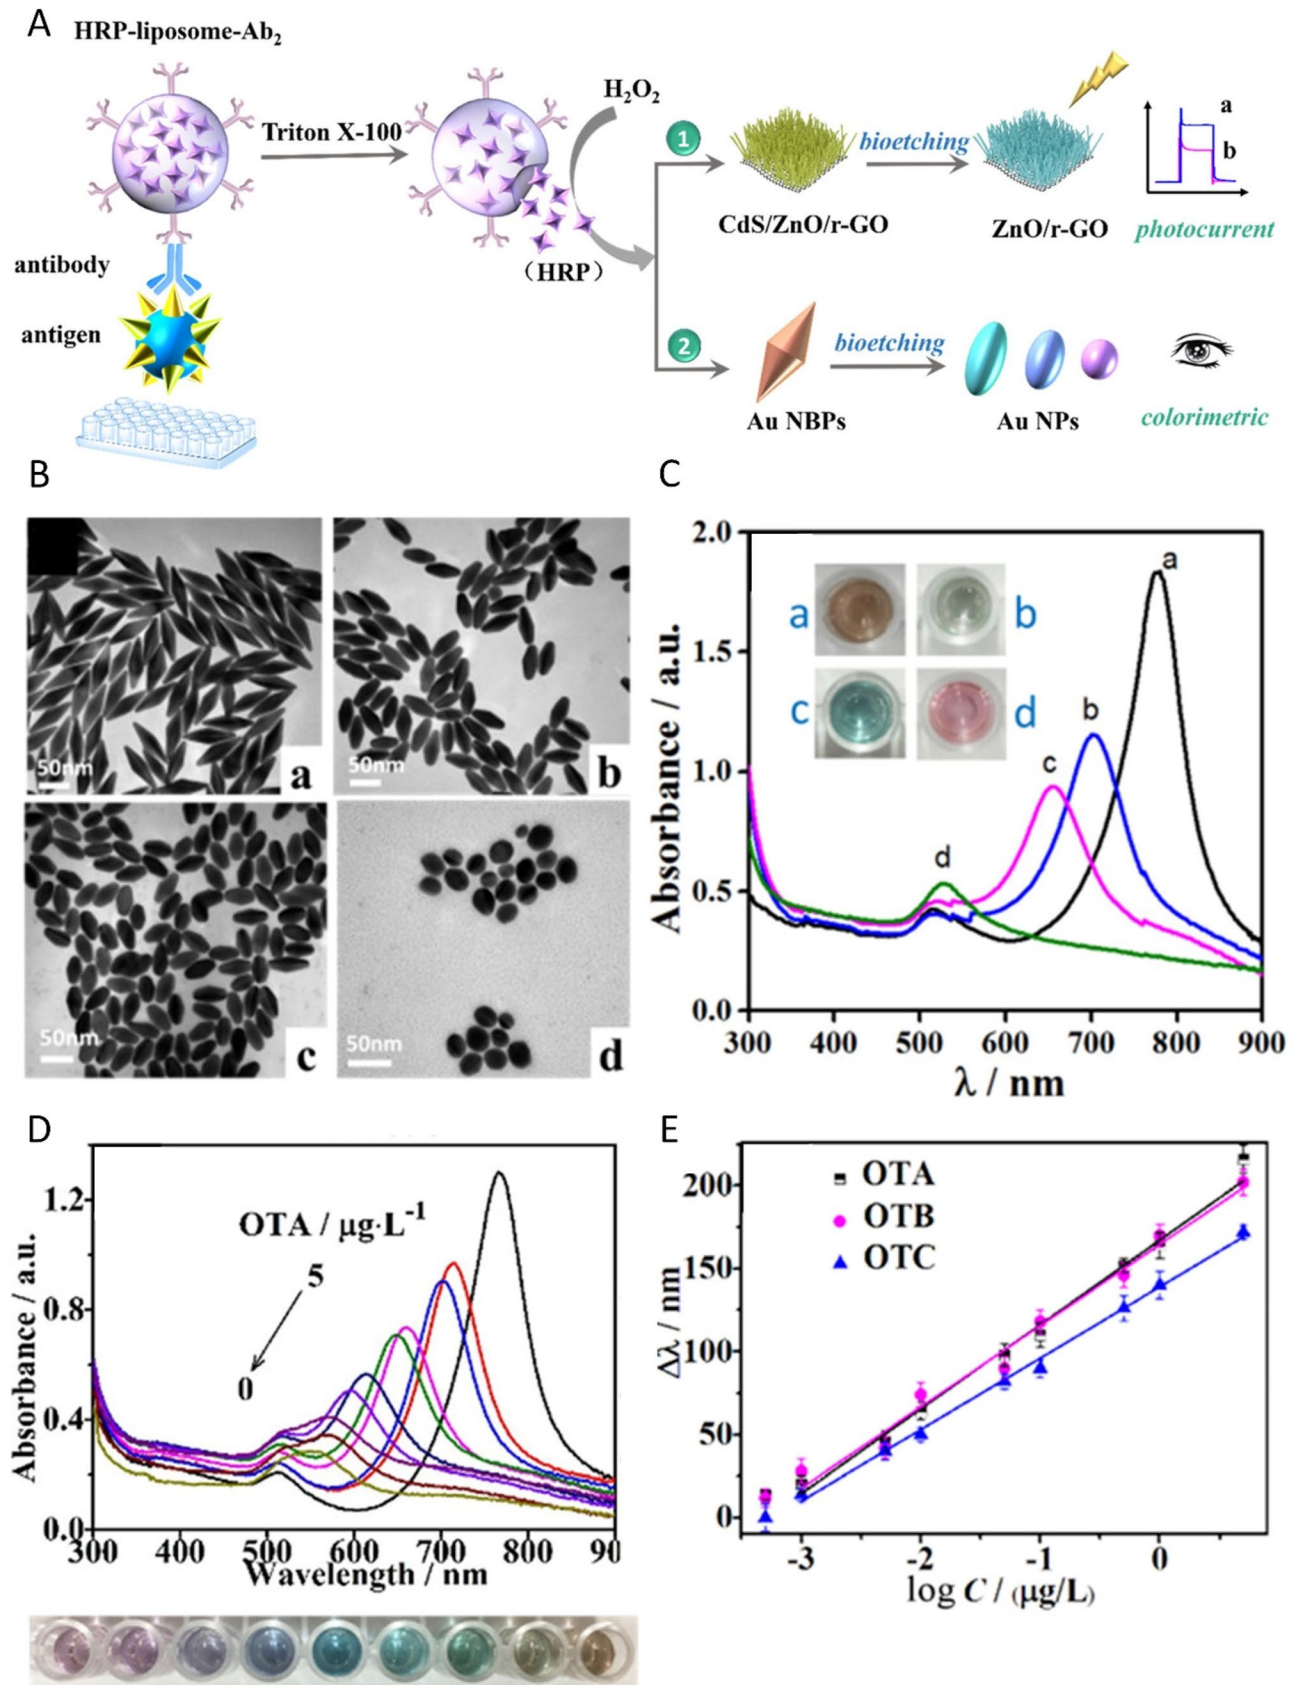 A
HRP-liposome-Ab2
Triton X-100
H2O2
(HRP)
antibody
antigen
1
CdS/ZnO/r-GO
bioetching
ZnO/r-GO
a
b
photocurrent
2
Au NBPs
bioetching
Au NPs
colorimetric
B
50nm
a
50nm
b
50nm
c
50nm
d
C
2.0
1.5
1.0
0.5
0.0
Absorbance / a.u.
a
b
c
d
a
b
c
d
300 400 500 600 700 800 900
λ / nm
D
1.2
0.8
0.4
0.0
Absorbance / a.u.
OTA / μg·L-1
5
0
300 400 500 600 700 800 90
Wavelength / nm
E
200
150
100
50
0
Δλ / nm
OTA
OTB
OTC
-3 -2 -1 0
log C / (μg/L)